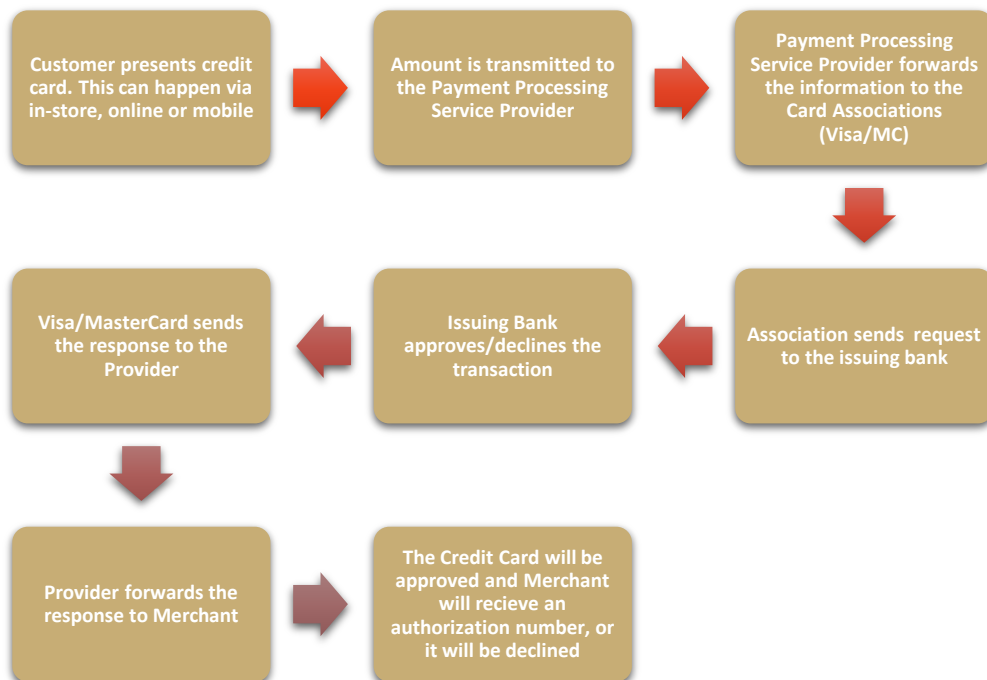 Customer presents credit
card. This can happen via
in-store, online or mobile
Amount is transmitted to
the Payment Processing
Service Provider
Payment Processing
Service Provider forwards
the information to the
Card Associations
(Visa/MC)
Association sends request
to the issuing bank
Issuing Bank
approves/declines the
transaction
Visa/MasterCard sends
the response to the
Provider
Provider forwards the
response to Merchant
The Credit Card will be
approved and Merchant
will recieve an
authorization number, or
it will be declined